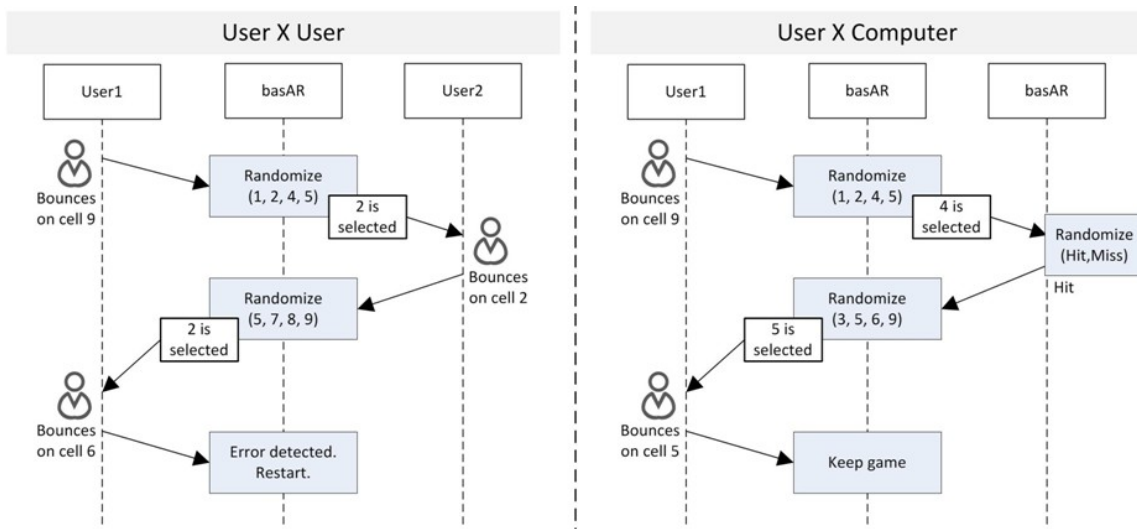 User X User
User1
basAR
User2
Bounces
on cell 9
Randomize
(1, 2, 4, 5)
2 is
selected
Bounces
on cell 2
Randomize
(5, 7, 8, 9)
2 is
selected
Bounces
on cell 6
Error detected.
Restart.
User X Computer
User1
basAR
basAR
Bounces
on cell 9
Randomize
(1, 2, 4, 5)
4 is
selected
Randomize
(Hit,Miss)
Hit
Randomize
(3, 5, 6, 9)
5 is
selected
Bounces
on cell 5
Keep game